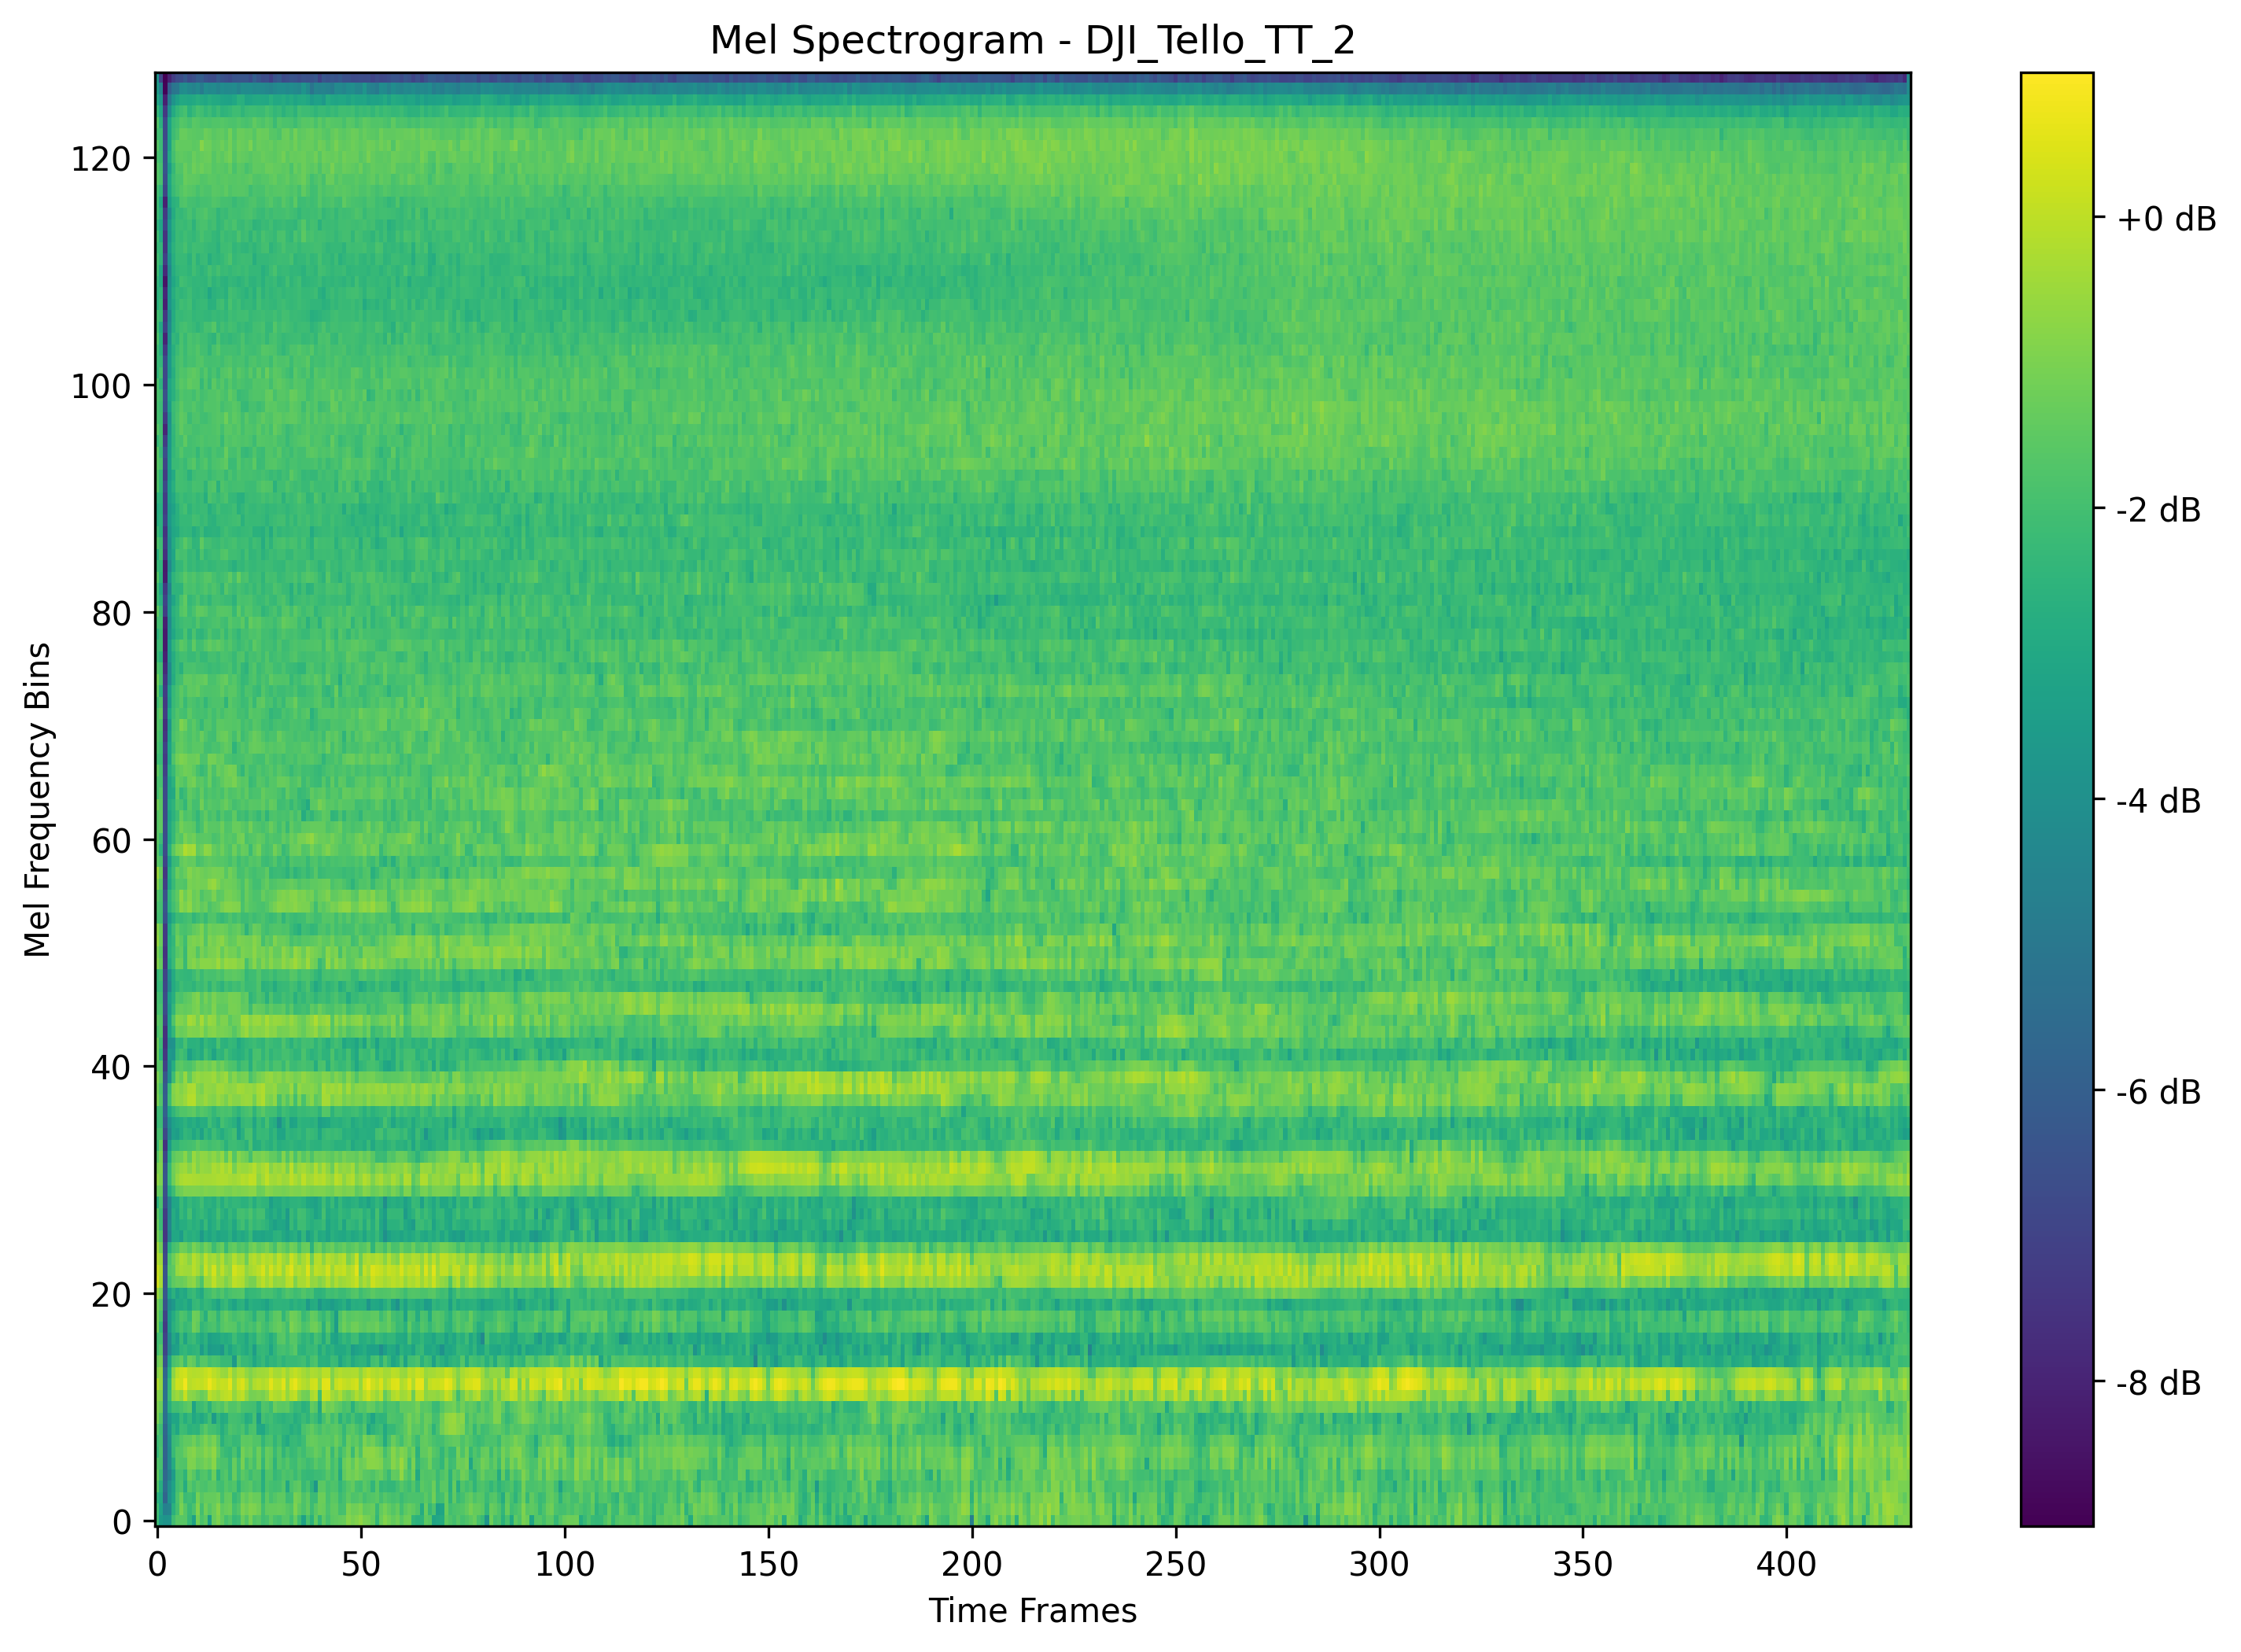 Mel Spectrogram - DJI_Tello_TT_2
Mel Frequency Bins
120
100
80
60
40
20
0
0 50 100 150 200 250 300 350 400
Time Frames
+0 dB
-2 dB
-4 dB
-6 dB
-8 dB